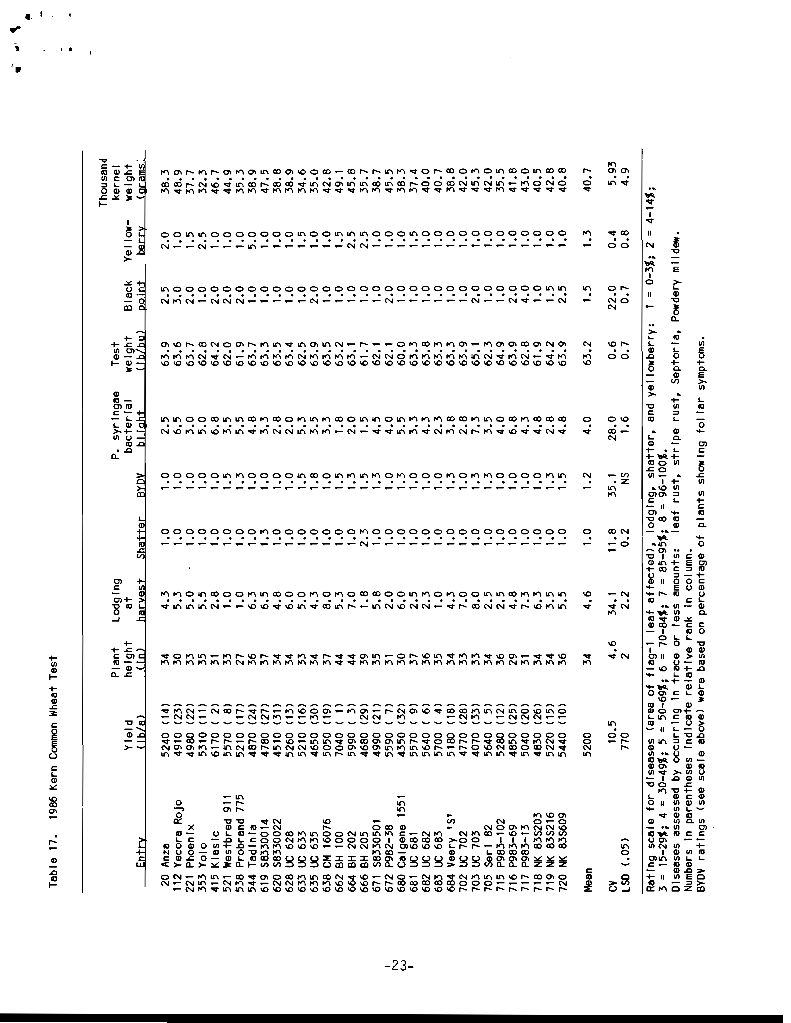 Table 17. 1986 Kern Common Wheat Test
Thousand
Plant Lodging P. syringae Test kernel
Yield height at bacterial weight Black Yellow- weight
Entry (lb/a) (in) harvest Shatter BYDV blight (lb/bu) point berry (grams)
20 Anza 5240 (14) 34 4.3 1.0 1.0 2.5 63.9 2.5 2.0 38.3
112 Yecora Rojo 4910 (23) 30 5.3 1.0 1.0 6.5 63.6 3.0 1.0 48.9
221 Phoenix 4980 (22) 33 5.0 1.0 1.0 3.0 63.7 2.0 1.5 37.7
353 Yolo 5310 (11) 35 5.5 1.0 1.0 5.0 62.8 1.0 2.5 32.3
415 Klasic 6170 ( 2) 31 2.8 1.0 1.0 6.8 64.2 2.0 1.0 46.7
521 Westbred 911 5570 ( 8) 33 1.0 1.0 1.5 3.5 62.0 2.0 1.0 44.9
538 Probrand 775 5210 (17) 27 1.0 1.0 1.3 5.5 61.9 2.0 1.0 35.3
544 Tadinia 4870 (24) 36 6.3 1.0 1.0 4.8 63.7 1.0 5.0 38.9
619 SB330014 4780 (27) 37 6.5 1.3 1.0 3.3 63.3 1.0 1.0 47.5
620 SB330022 4510 (31) 34 4.8 1.0 1.0 2.8 63.5 1.0 1.0 38.8
628 UC 628 5260 (13) 34 6.0 1.0 1.0 2.0 63.4 1.0 1.0 38.9
633 UC 633 5210 (16) 33 5.0 1.0 1.5 5.3 62.5 1.0 1.5 34.6
635 UC 635 4650 (30) 34 4.3 1.0 1.8 3.5 63.9 2.0 1.0 35.0
638 CM 16076 5050 (19) 37 8.0 1.0 1.0 3.3 63.5 1.0 1.0 42.8
662 BH 100 7040 ( 1) 44 5.3 1.0 1.5 1.8 63.2 1.0 1.5 49.1
664 BH 202 5990 ( 3) 44 7.0 1.0 1.3 2.0 63.1 1.0 2.5 45.8
666 BH 205 4680 (29) 39 1.8 2.3 1.5 1.5 61.7 1.0 2.5 35.7
671 SB330501 4990 (21) 35 5.8 1.0 1.3 4.5 62.1 1.0 1.0 38.7
672 P982-38 5590 ( 7) 31 2.0 1.0 1.0 4.0 62.1 2.0 1.0 45.5
680 Calgene 1551 4350 (32) 30 6.0 1.0 1.3 5.5 60.0 1.0 1.0 38.3
681 UC 681 5570 ( 9) 37 2.5 1.0 1.0 3.3 63.3 1.0 1.5 37.4
682 UC 682 5640 ( 6) 36 2.3 1.0 1.0 4.3 63.8 1.0 1.0 40.0
683 UC 683 5700 ( 4) 35 1.0 1.0 1.0 2.3 63.3 1.0 1.0 40.7
684 Veery 'S' 5180 (18) 34 4.3 1.0 1.3 3.8 63.3 1.0 1.0 38.8
702 UC 702 4770 (28) 33 7.0 1.0 1.0 2.8 63.9 1.0 1.0 42.0
703 UC 703 4070 (33) 33 8.0 1.0 1.0 7.3 65.1 2.0 1.0 45.3
705 Seri 82 5640 ( 5) 34 2.5 1.0 1.3 3.5 62.3 1.0 1.0 42.0
715 P983-102 5280 (12) 36 2.5 1.0 1.0 4.0 64.9 1.0 1.0 35.5
716 P983-69 4850 (25) 29 4.8 1.0 1.0 6.8 63.9 2.0 1.0 41.8
717 P983-13 5040 (20) 31 7.3 1.0 1.0 4.3 62.8 4.0 1.0 43.0
718 NK 83S203 4830 (26) 34 6.3 1.0 1.0 4.8 61.9 1.0 1.0 40.5
719 NK 83S216 5220 (15) 34 3.5 1.0 1.3 2.8 64.2 1.5 1.0 42.8
720 NK 83S609 5440 (10) 36 5.5 1.0 1.5 4.8 63.9 2.5 1.0 40.8
Mean 5200 34 4.6 1.0 1.2 4.0 63.2 1.5 1.3 40.7
CV 10.5 4.6 34.1 11.8 35.1 28.0 0.6 22.0 0.4 5.93
LSD (.05) 770 2 2.2 0.2 NS 1.6 0.7 0.7 0.8 4.9
Rating scale for diseases (area of flag-1 leaf affected), lodging, shatter, and yellowberry: 1 = 0-3%; 2 = 4-14%;
3 = 15-29%; 4 = 30-49%; 5 = 50-69%; 6 = 70-84%; 7 = 85-95%; 8 = 96-100%.
Diseases assessed by occurring in trace or less amounts: leaf rust, stripe rust, Septoria, Powdery mildew.
Numbers in parentheses indicate relative rank in column.
BYDV ratings (see scale above) were based on percentage of plants showing foliar symptoms.
-23-